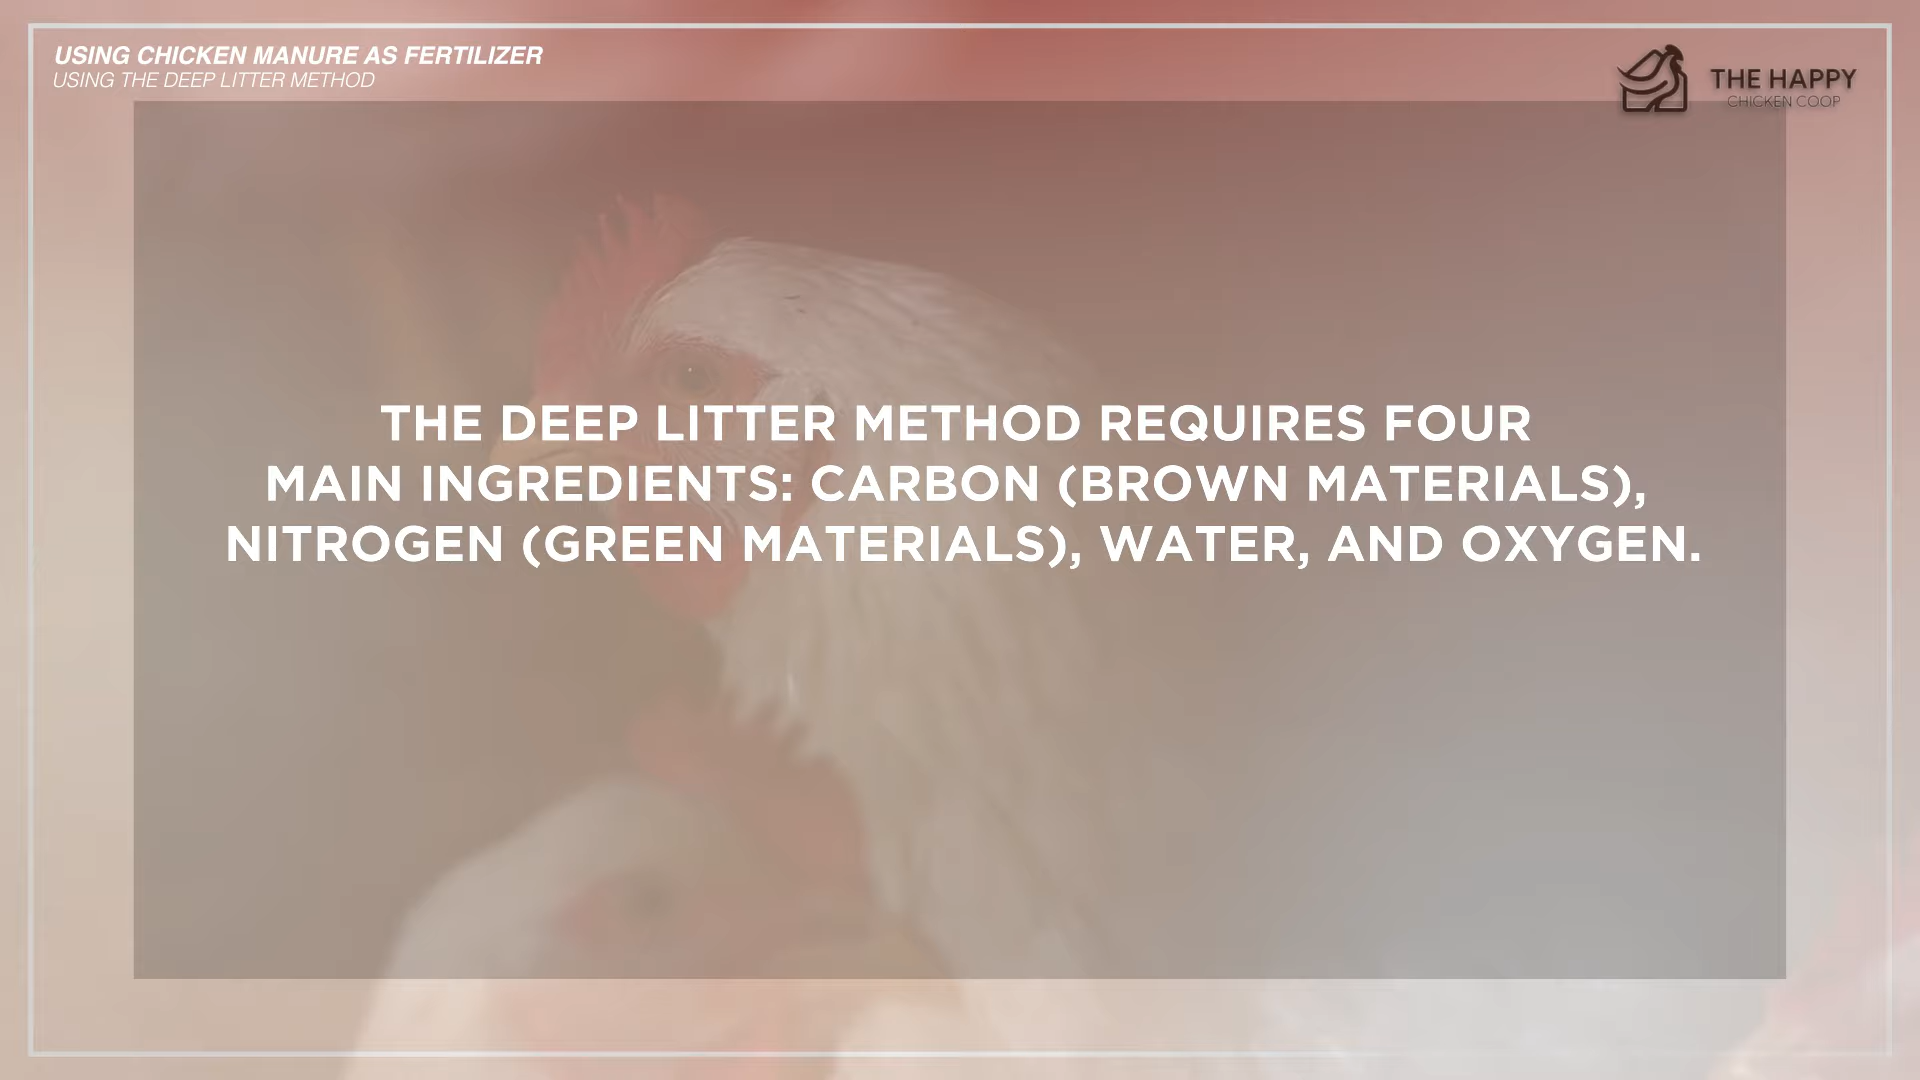 USING CHICKEN MANURE AS FERTILIZER
USING THE DEEP LITTER METHOD
THE HAPPY
CHICKEN COOP
THE DEEP LITTER METHOD REQUIRES FOUR
MAIN INGREDIENTS: CARBON (BROWN MATERIALS),
NITROGEN (GREEN MATERIALS), WATER, AND OXYGEN.